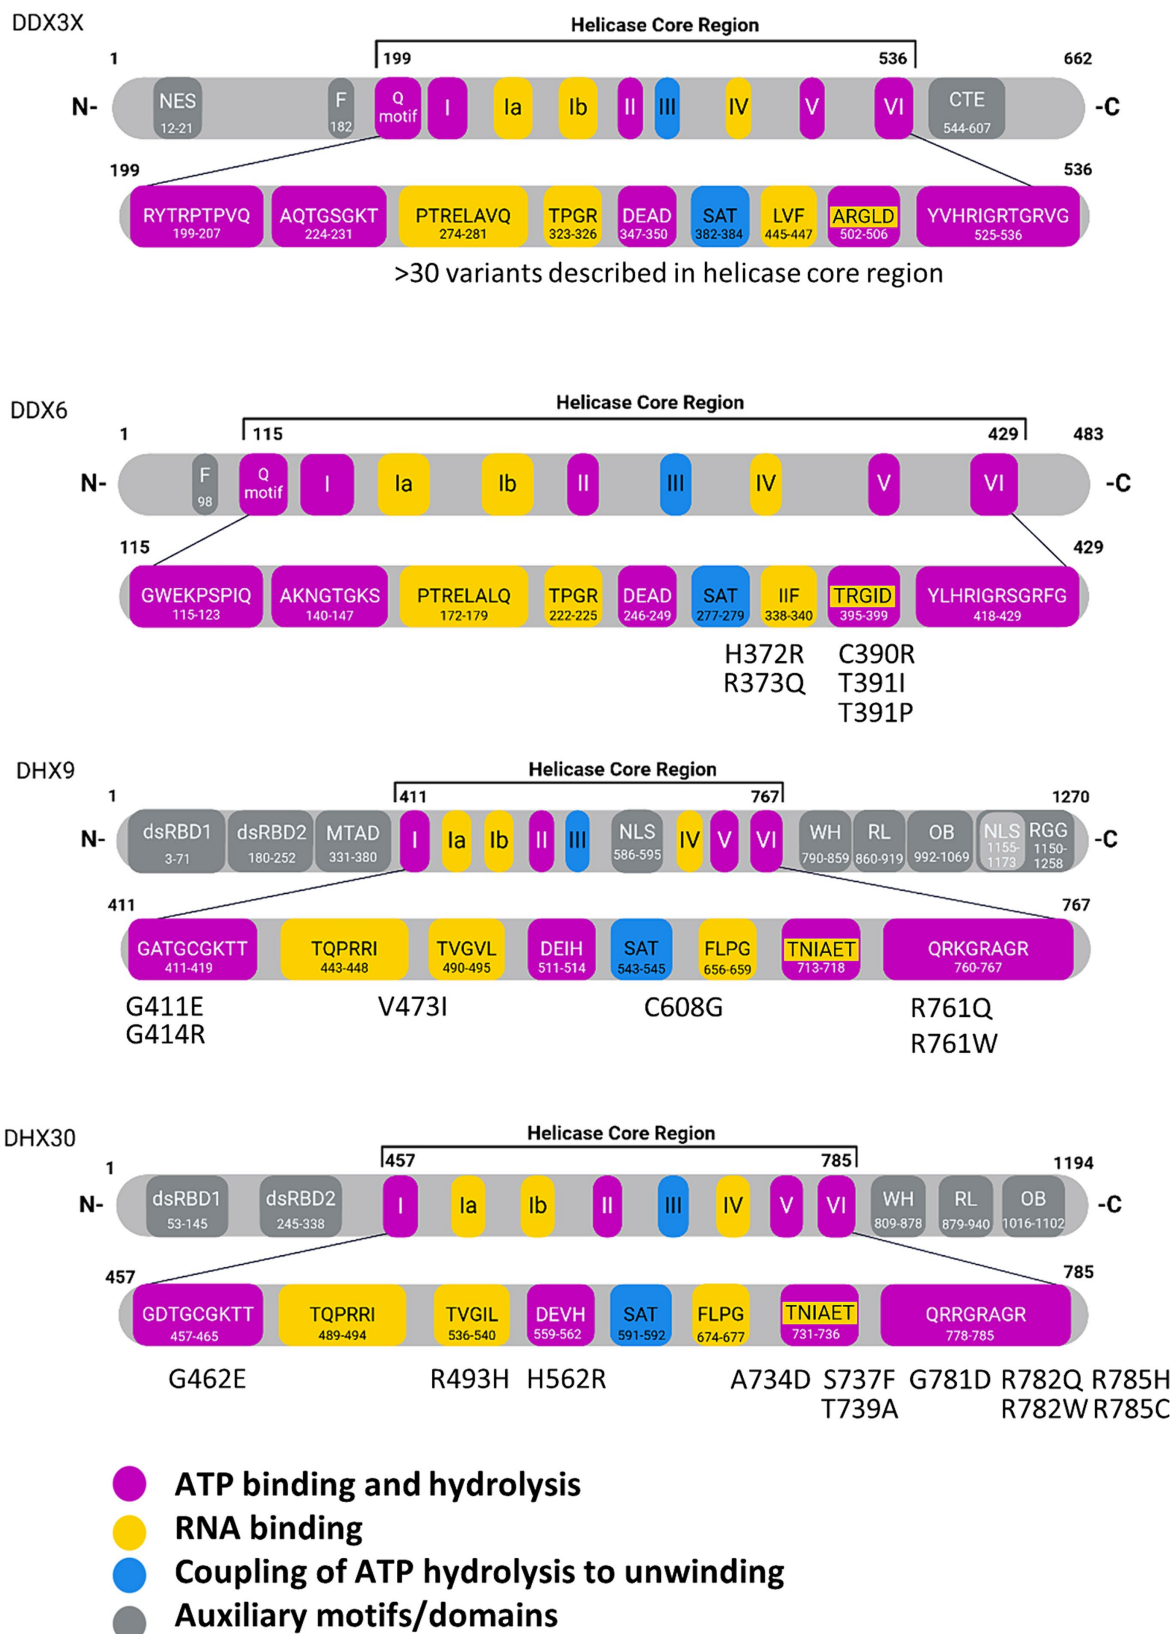 DDX3X
Helicase Core Region
1 199 536 662
N- NES F Q motif I Ia Ib II III IV V VI CTE -C
12-21 182 544-607
199 536
RYTRPTPVQ AQTGSGKT PTRELAVQ TPGR DEAD SAT LVF ARGLD YVHRIGRTGRVG
199-207 224-231 274-281 323-326 347-350 382-384 445-447 502-506 525-536
>30 variants described in helicase core region
DDX6
Helicase Core Region
1 115 429 483
N- F Q motif I Ia Ib II III IV V VI -C
98
115 429
GWEKPSPIQ AKNGTGKS PTRELALQ TPGR DEAD SAT IIF TRGID YLHRIGRSGRFG
115-123 140-147 172-179 222-225 246-249 277-279 338-340 395-399 418-429
H372R C390R
R373Q T391I
T391P
DHX9
Helicase Core Region
1 411 767 1270
N- dsRBD1 dsRBD2 MTAD I Ia Ib II III NLS IV V VI WH RL OB NLS RGG -C
3-71 180-252 331-380 586-595 790-859 860-919 992-1069 1155-1173 1150-1258
411 767
GATGCGKTT TQPRRI TVGVL DEIH SAT FLPG TNIAET QRKGRAGR
411-419 443-448 490-495 511-514 543-545 656-659 713-718 760-767
G411E V473I C608G R761Q
G414R R761W
DHX30
Helicase Core Region
1 457 785 1194
N- dsRBD1 dsRBD2 I Ia Ib II III IV V VI WH RL OB -C
53-145 245-338 809-878 879-940 1016-1102
457 785
GDTGCGKTT TQPRRI TVGIL DEVH SAT FLPG TNIAET QRRGRAGR
457-465 489-494 536-540 559-562 591-592 674-677 731-736 778-785
G462E R493H H562R A734D S737F G781D R782Q R785H
T739A R782W R785C
ATP binding and hydrolysis
RNA binding
Coupling of ATP hydrolysis to unwinding
Auxiliary motifs/domains